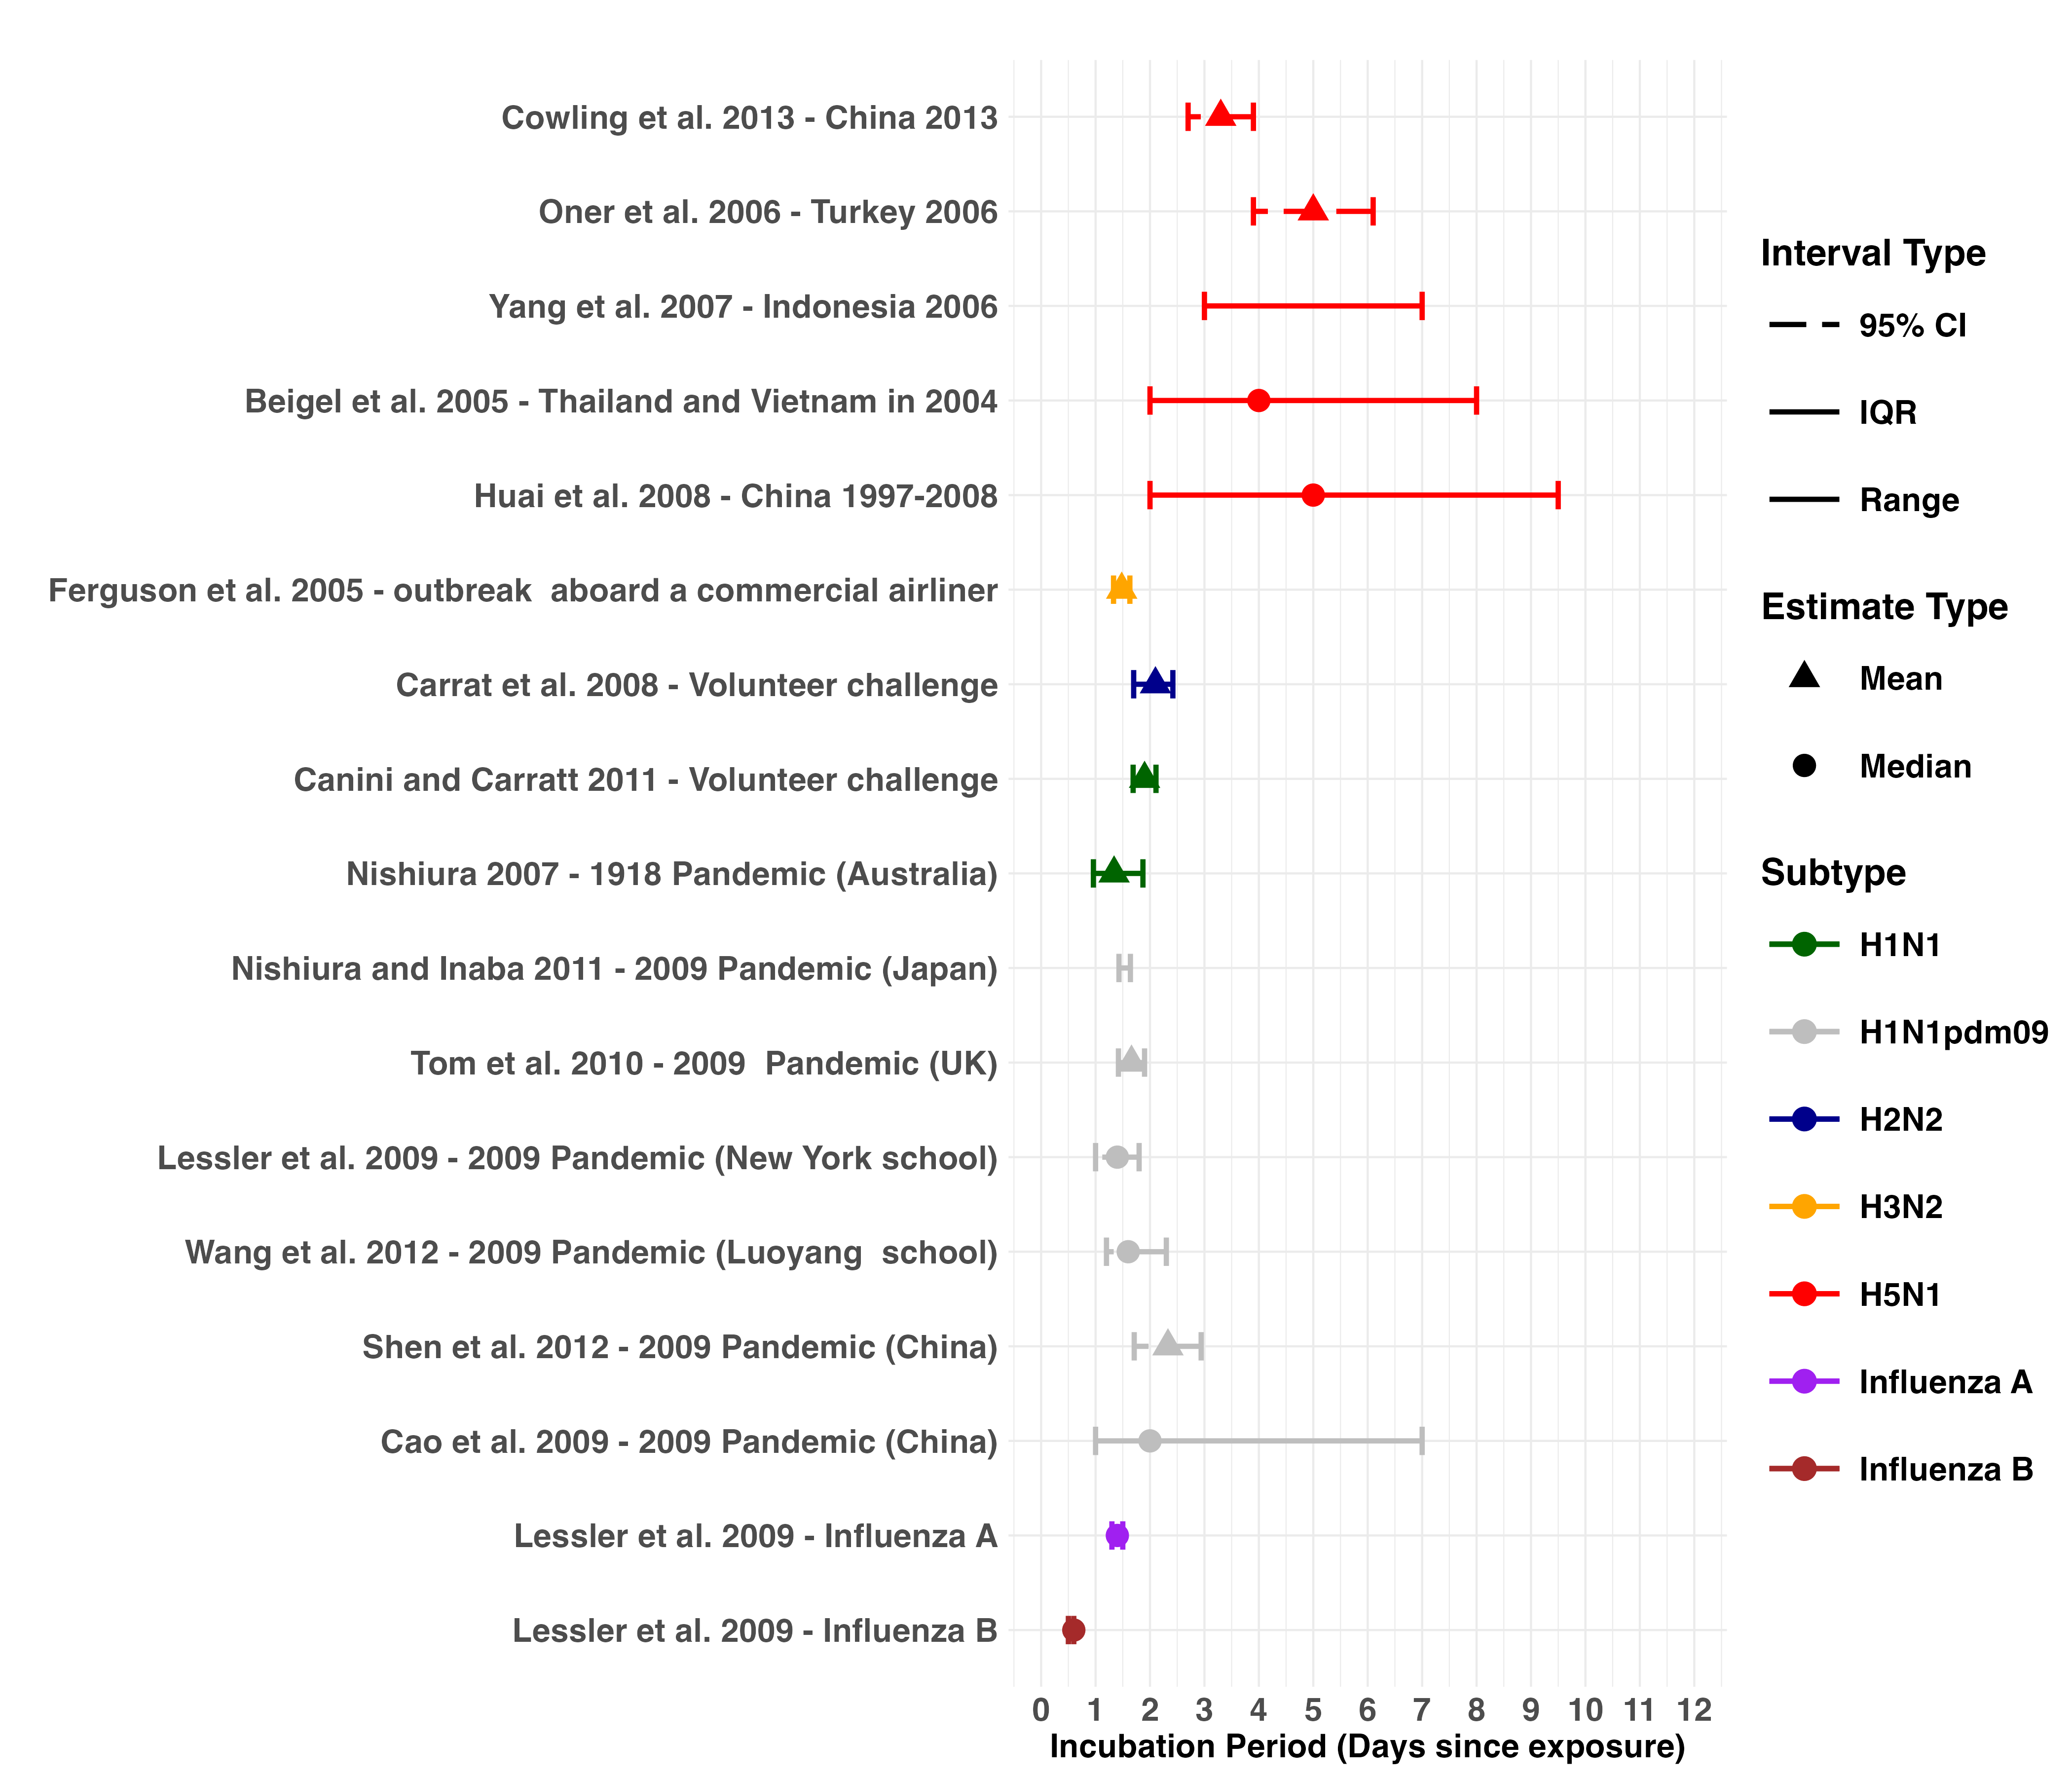 Cowling et al. 2013 - China 2013
Oner et al. 2006 - Turkey 2006
Yang et al. 2007 - Indonesia 2006
Beigel et al. 2005 - Thailand and Vietnam in 2004
Huai et al. 2008 - China 1997-2008
Ferguson et al. 2005 - outbreak  aboard a commercial airliner
Carrat et al. 2008 - Volunteer challenge
Canini and Carratt 2011 - Volunteer challenge
Nishiura 2007 - 1918 Pandemic (Australia)
Nishiura and Inaba 2011 - 2009 Pandemic (Japan)
Tom et al. 2010 - 2009  Pandemic (UK)
Lessler et al. 2009 - 2009 Pandemic (New York school)
Wang et al. 2012 - 2009 Pandemic (Luoyang  school)
Shen et al. 2012 - 2009 Pandemic (China)
Cao et al. 2009 - 2009 Pandemic (China)
Lessler et al. 2009 - Influenza A
Lessler et al. 2009 - Influenza B
0 1 2 3 4 5 6 7 8 9 10 11 12
Incubation Period (Days since exposure)
Interval Type
95% CI
IQR
Range
Estimate Type
Mean
Median
Subtype
H1N1
H1N1pdm09
H2N2
H3N2
H5N1
Influenza A
Influenza B